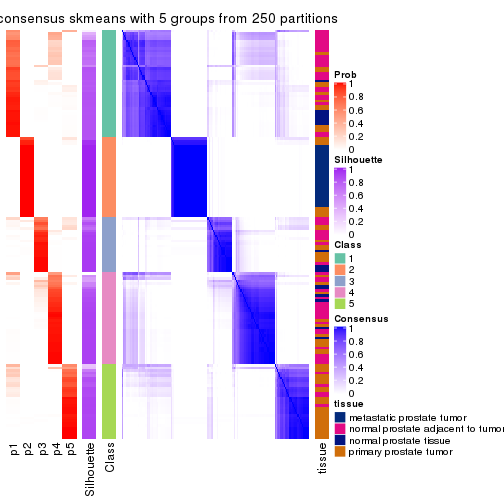 consensus skmeans with 5 groups from 250 partitions
Prob
1
0.8
0.6
0.4
0.2
0
Silhouette
1
0.8
0.6
0.4
0.2
0
Class
1
2
3
4
5
Consensus
1
0.8
0.6
0.4
0.2
0
tissue
metastatic prostate tumor
normal prostate adjacent to tumor
normal prostate tissue
primary prostate tumor
p1
p2
p3
p4
p5
Silhouette
Class
tissue